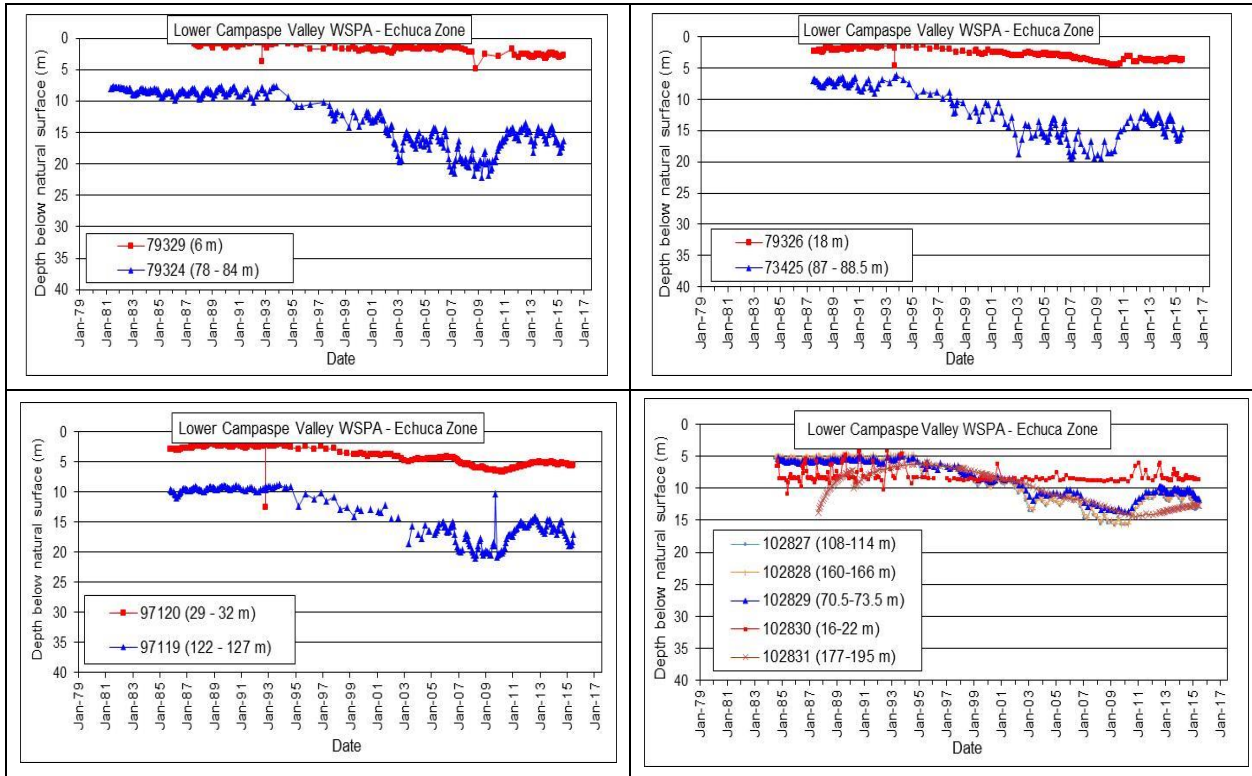 Lower Campaspe Valley WSPA - Echuca Zone
Depth below natural surface (m)
0
5
10
15
20
25
30
35
40
79329 (6 m)
79324 (78 - 84 m)
Jan-79
Jan-81
Jan-83
Jan-85
Jan-87
Jan-89
Jan-91
Jan-93
Jan-95
Jan-97
Jan-99
Jan-01
Jan-03
Jan-05
Jan-07
Jan-09
Jan-11
Jan-13
Jan-15
Jan-17
Date
Lower Campaspe Valley WSPA - Echuca Zone
Depth below natural surface (m)
0
5
10
15
20
25
30
35
40
79326 (18 m)
73425 (87 - 88.5 m)
Jan-79
Jan-81
Jan-83
Jan-85
Jan-87
Jan-89
Jan-91
Jan-93
Jan-95
Jan-97
Jan-99
Jan-01
Jan-03
Jan-05
Jan-07
Jan-09
Jan-11
Jan-13
Jan-15
Jan-17
Date
Lower Campaspe Valley WSPA - Echuca Zone
Depth below natural surface (m)
0
5
10
15
20
25
30
35
40
97120 (29 - 32 m)
97119 (122 - 127 m)
Jan-79
Jan-81
Jan-83
Jan-85
Jan-87
Jan-89
Jan-91
Jan-93
Jan-95
Jan-97
Jan-99
Jan-01
Jan-03
Jan-05
Jan-07
Jan-09
Jan-11
Jan-13
Jan-15
Jan-17
Date
Lower Campaspe Valley WSPA - Echuca Zone
Depth below natural surface (m)
0
5
10
15
20
25
30
35
40
102827 (108-114 m)
102828 (160-166 m)
102829 (70.5-73.5 m)
102830 (16-22 m)
102831 (177-195 m)
Jan-79
Jan-81
Jan-83
Jan-85
Jan-87
Jan-89
Jan-91
Jan-93
Jan-95
Jan-97
Jan-99
Jan-01
Jan-03
Jan-05
Jan-07
Jan-09
Jan-11
Jan-13
Jan-15
Jan-17
Date